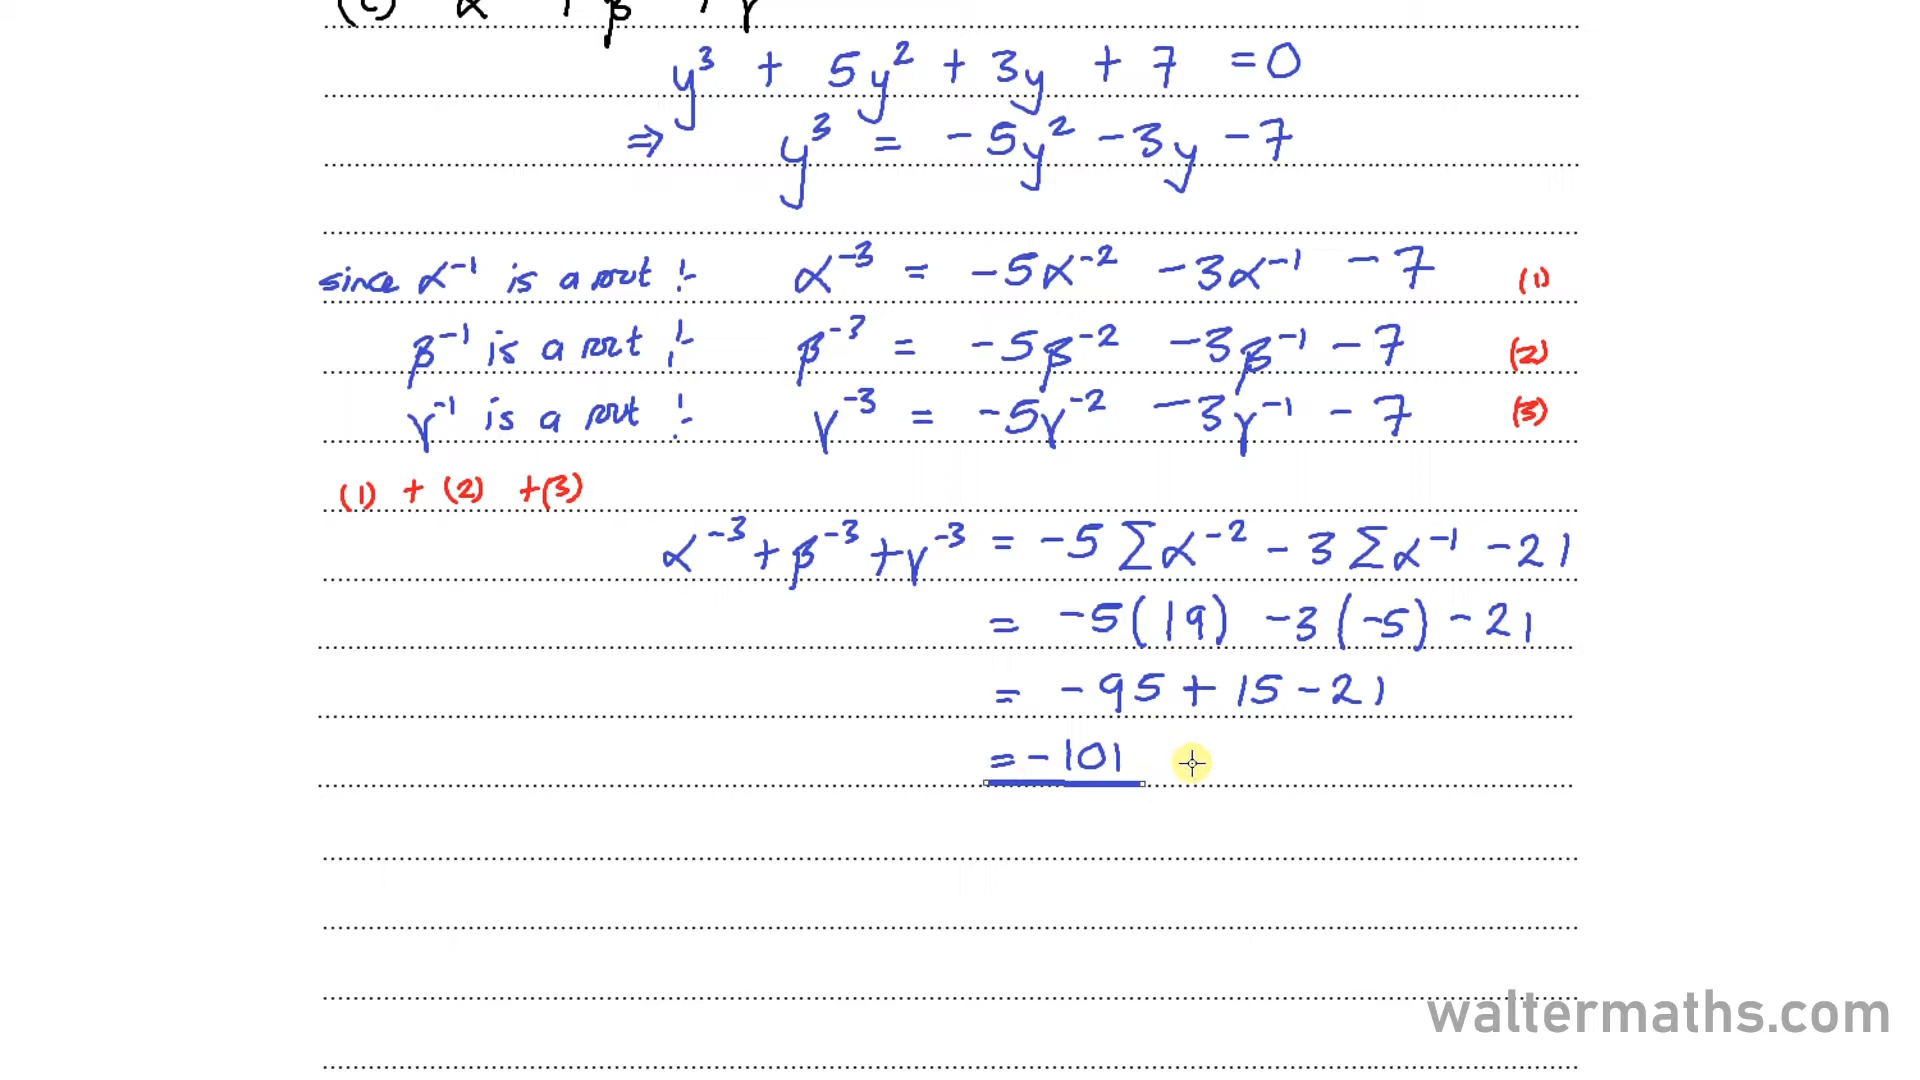 (c) α + β + γ
y³ + 5y² + 3y + 7 = 0
⇒ y³ = -5y² - 3y - 7
since α⁻¹ is a root :- α⁻³ = -5α⁻² - 3α⁻¹ - 7 (1)
β⁻¹ is a root :- β⁻³ = -5β⁻² - 3β⁻¹ - 7 (2)
γ⁻¹ is a root :- γ⁻³ = -5γ⁻² - 3γ⁻¹ - 7 (3)
(1) + (2) + (3)
α⁻³ + β⁻³ + γ⁻³ = -5 Σα⁻² - 3 Σα⁻¹ - 21
= -5(19) - 3(-5) - 21
= -95 + 15 - 21
= -101
waltermaths.com